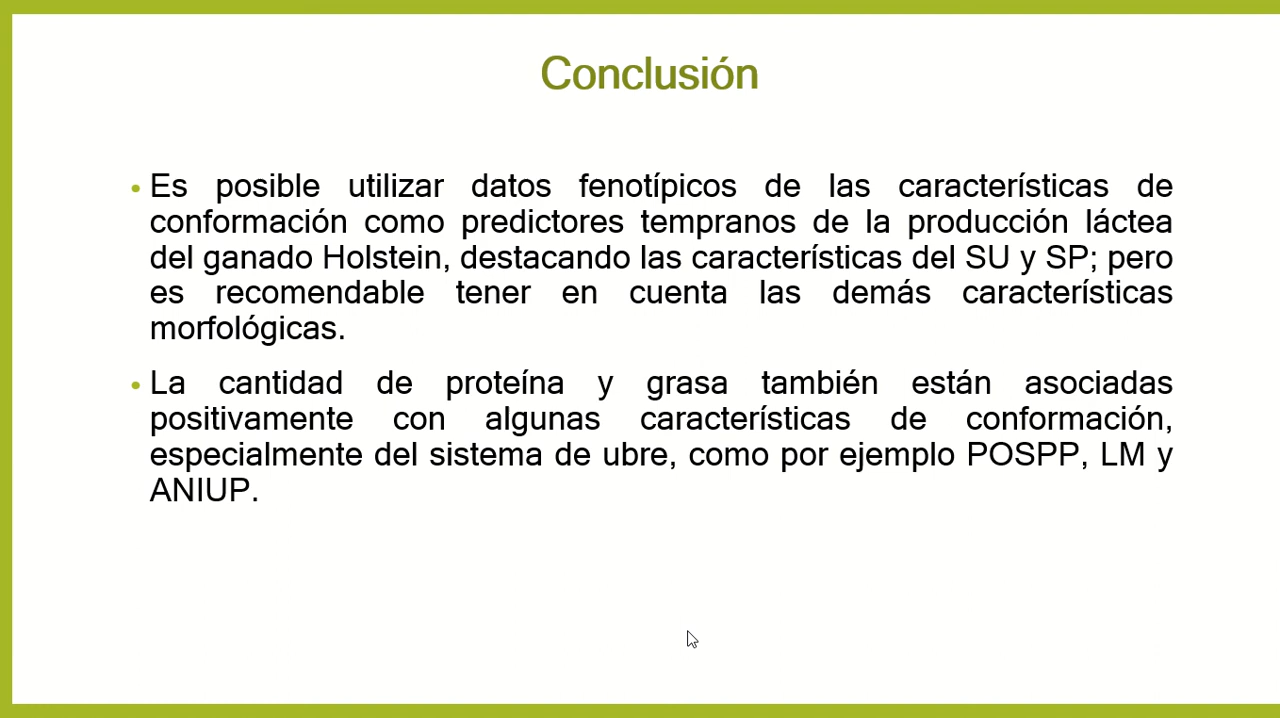 Conclusión
• Es posible utilizar datos fenotípicos de las características de
conformación como predictores tempranos de la producción láctea
del ganado Holstein, destacando las características del SU y SP; pero
es recomendable tener en cuenta las demás características
morfológicas.
• La cantidad de proteína y grasa también están asociadas
positivamente con algunas características de conformación,
especialmente del sistema de ubre, como por ejemplo POSPP, LM y
ANIUP.